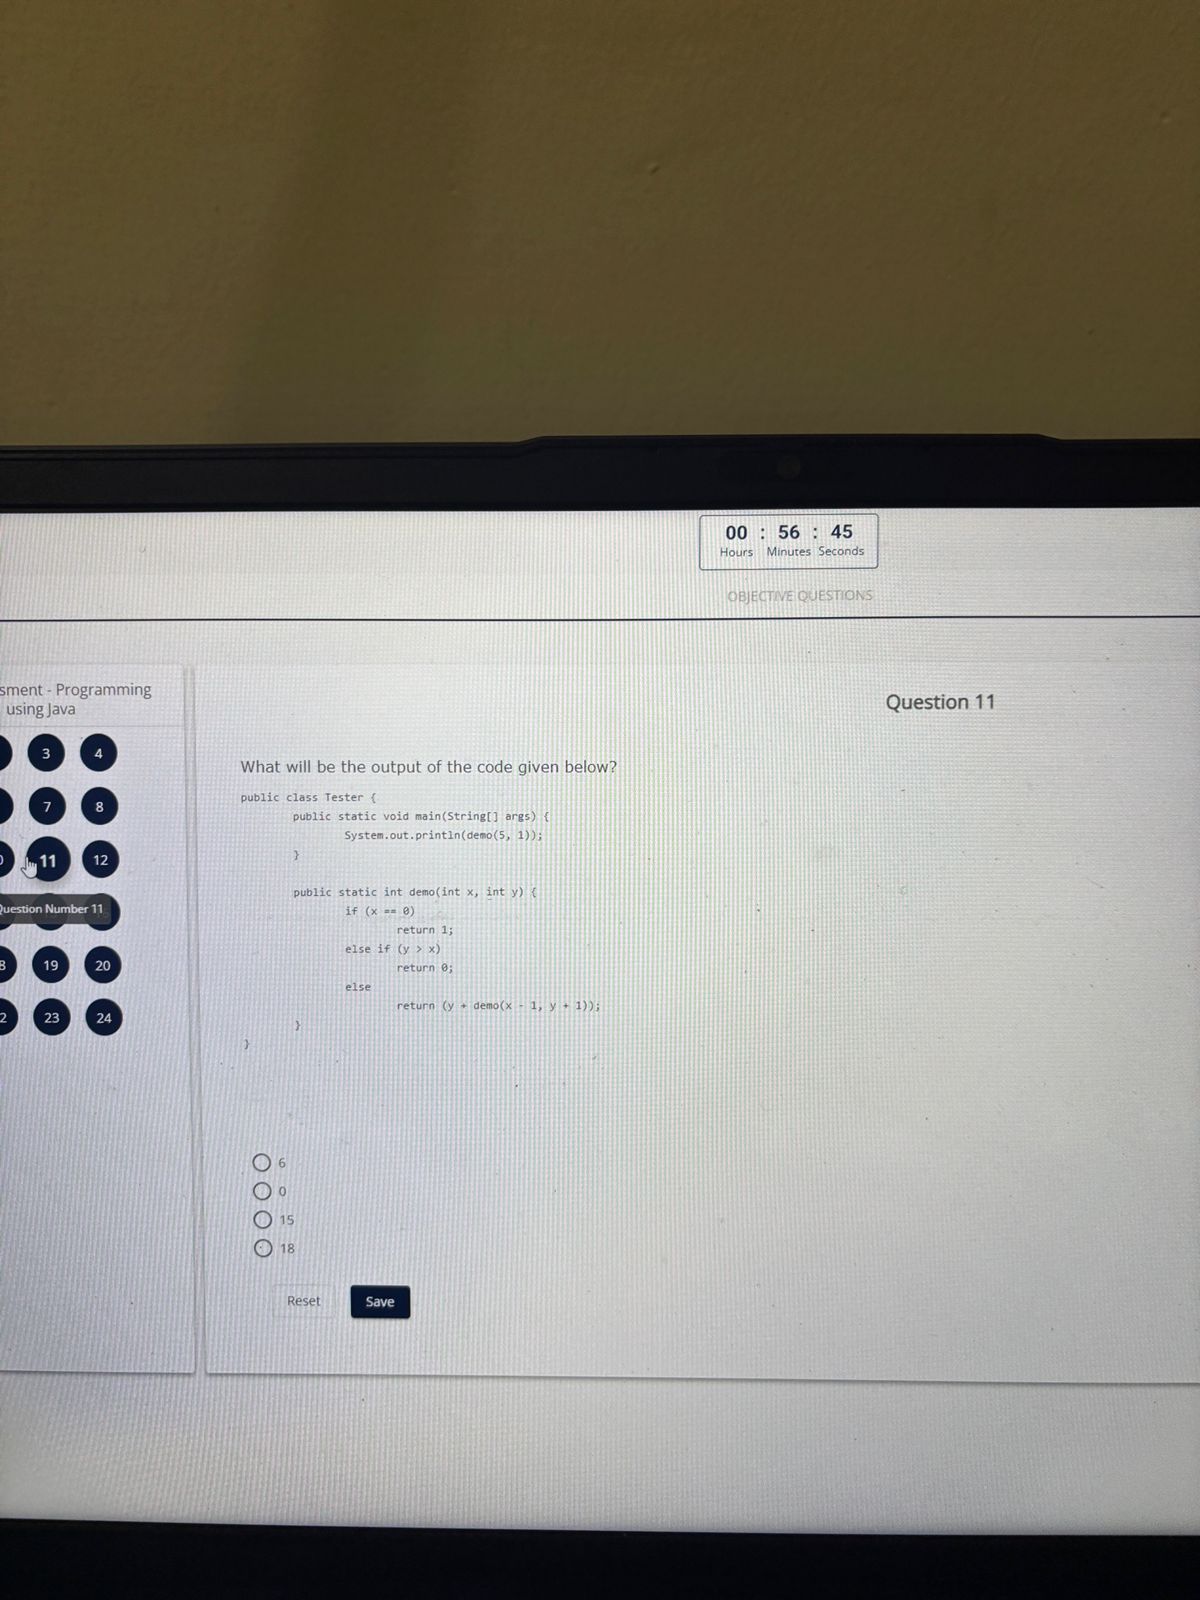 00 : 56 : 45
Hours Minutes Seconds
OBJECTIVE QUESTIONS
sment - Programming
using Java
3 4
7 8
11 12
Question Number 11
19 20
23 24
Question 11
What will be the output of the code given below?
public class Tester {
public static void main(String[] args) {
System.out.println(demo(5, 1));
}
public static int demo(int x, int y) {
if (x == 0)
return 1;
else if (y > x)
return 0;
else
return (y + demo(x - 1, y + 1));
}
}
6
0
15
18
Reset Save